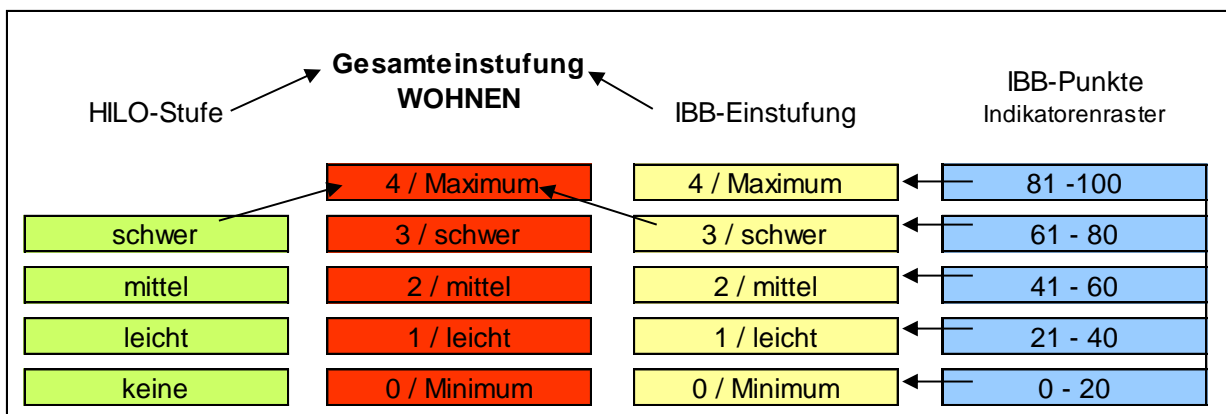 Gesamteinstufung
WOHNEN
HILO-Stufe
IBB-Einstufung
IBB-Punkte
Indikatorenraster
4 / Maximum 4 / Maximum 81 -100
schwer 3 / schwer 3 / schwer 61 - 80
mittel 2 / mittel 2 / mittel 41 - 60
leicht 1 / leicht 1 / leicht 21 - 40
keine 0 / Minimum 0 / Minimum 0 - 20